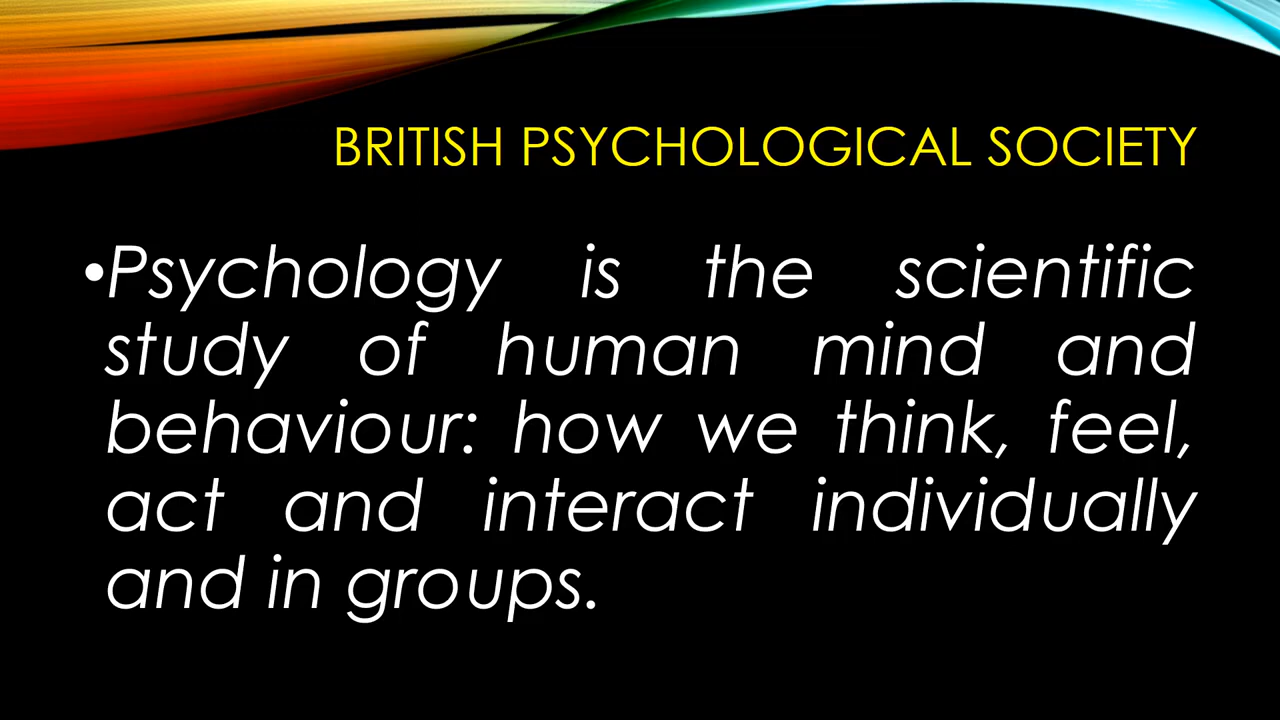 BRITISH PSYCHOLOGICAL SOCIETY
•Psychology is the scientific
study of human mind and
behaviour: how we think, feel,
act and interact individually
and in groups.